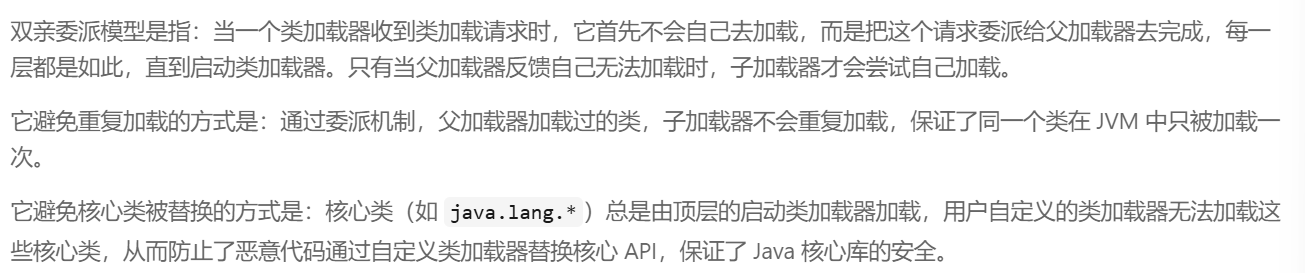 双亲委派模型是指：当一个类加载器收到类加载请求时，它首先不会自己去加载，而是把这个请求委派给父加载器去完成，每一
层都是如此，直到启动类加载器。只有当父加载器反馈自己无法加载时，子加载器才会尝试自己加载。
它避免重复加载的方式是：通过委派机制，父加载器加载过的类，子加载器不会重复加载，保证了同一个类在 JVM 中只被加载一
次。
它避免核心类被替换的方式是：核心类（如 java.lang.*）总是由顶层的启动类加载器加载，用户自定义的类加载器无法加载这
些核心类，从而防止了恶意代码通过自定义类加载器替换核心 API，保证了 Java 核心库的安全。